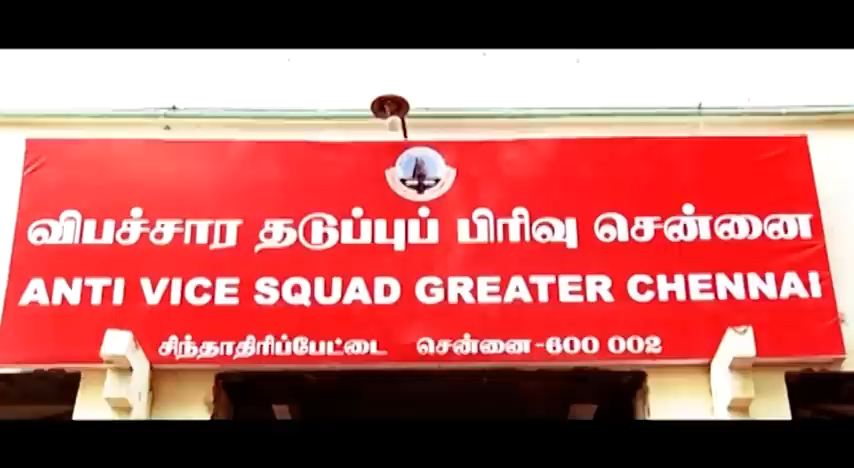 விபச்சார தடுப்புப் பிரிவு சென்னை
ANTI VICE SQUAD GREATER CHENNAI
சிந்தாதிரிப்பேட்டை சென்னை-600 002